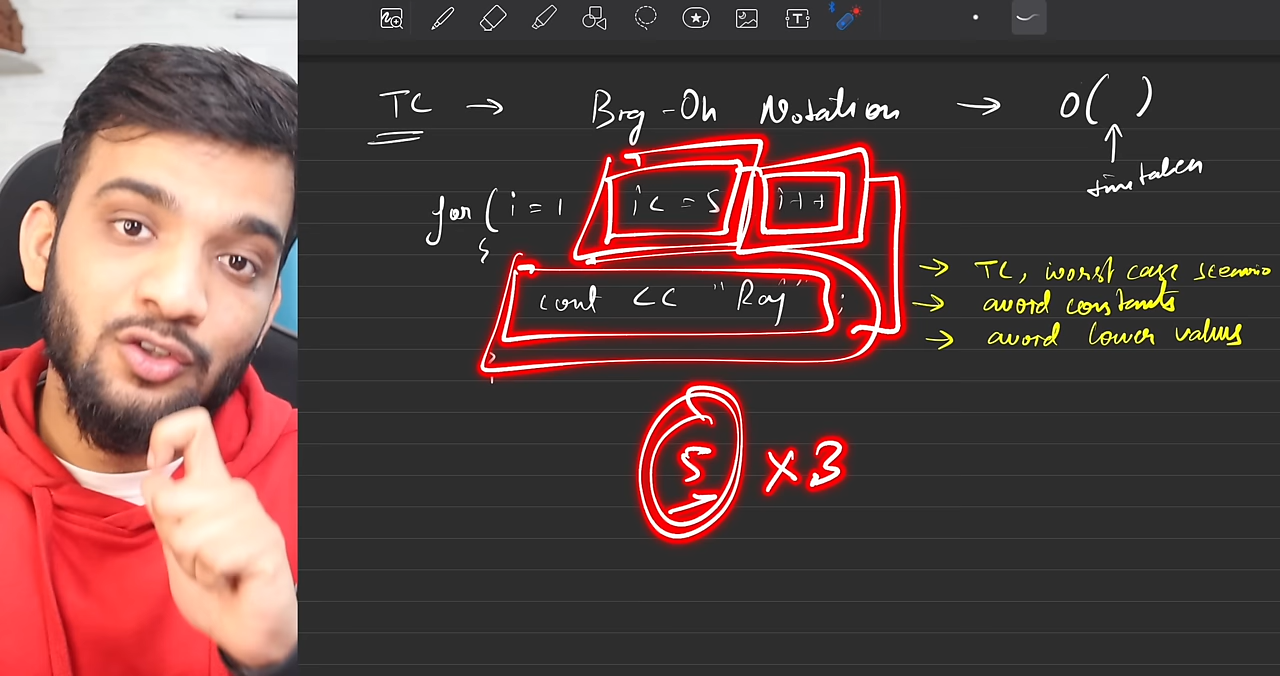 TC → Big-Oh Notation → O( )
↑
time taken
for ( i = 1 i <= 5 i++
{
cout << "Raj" ;
}
→ TC, worst case scenario
→ avoid constants
→ avoid lower values
5 × 3